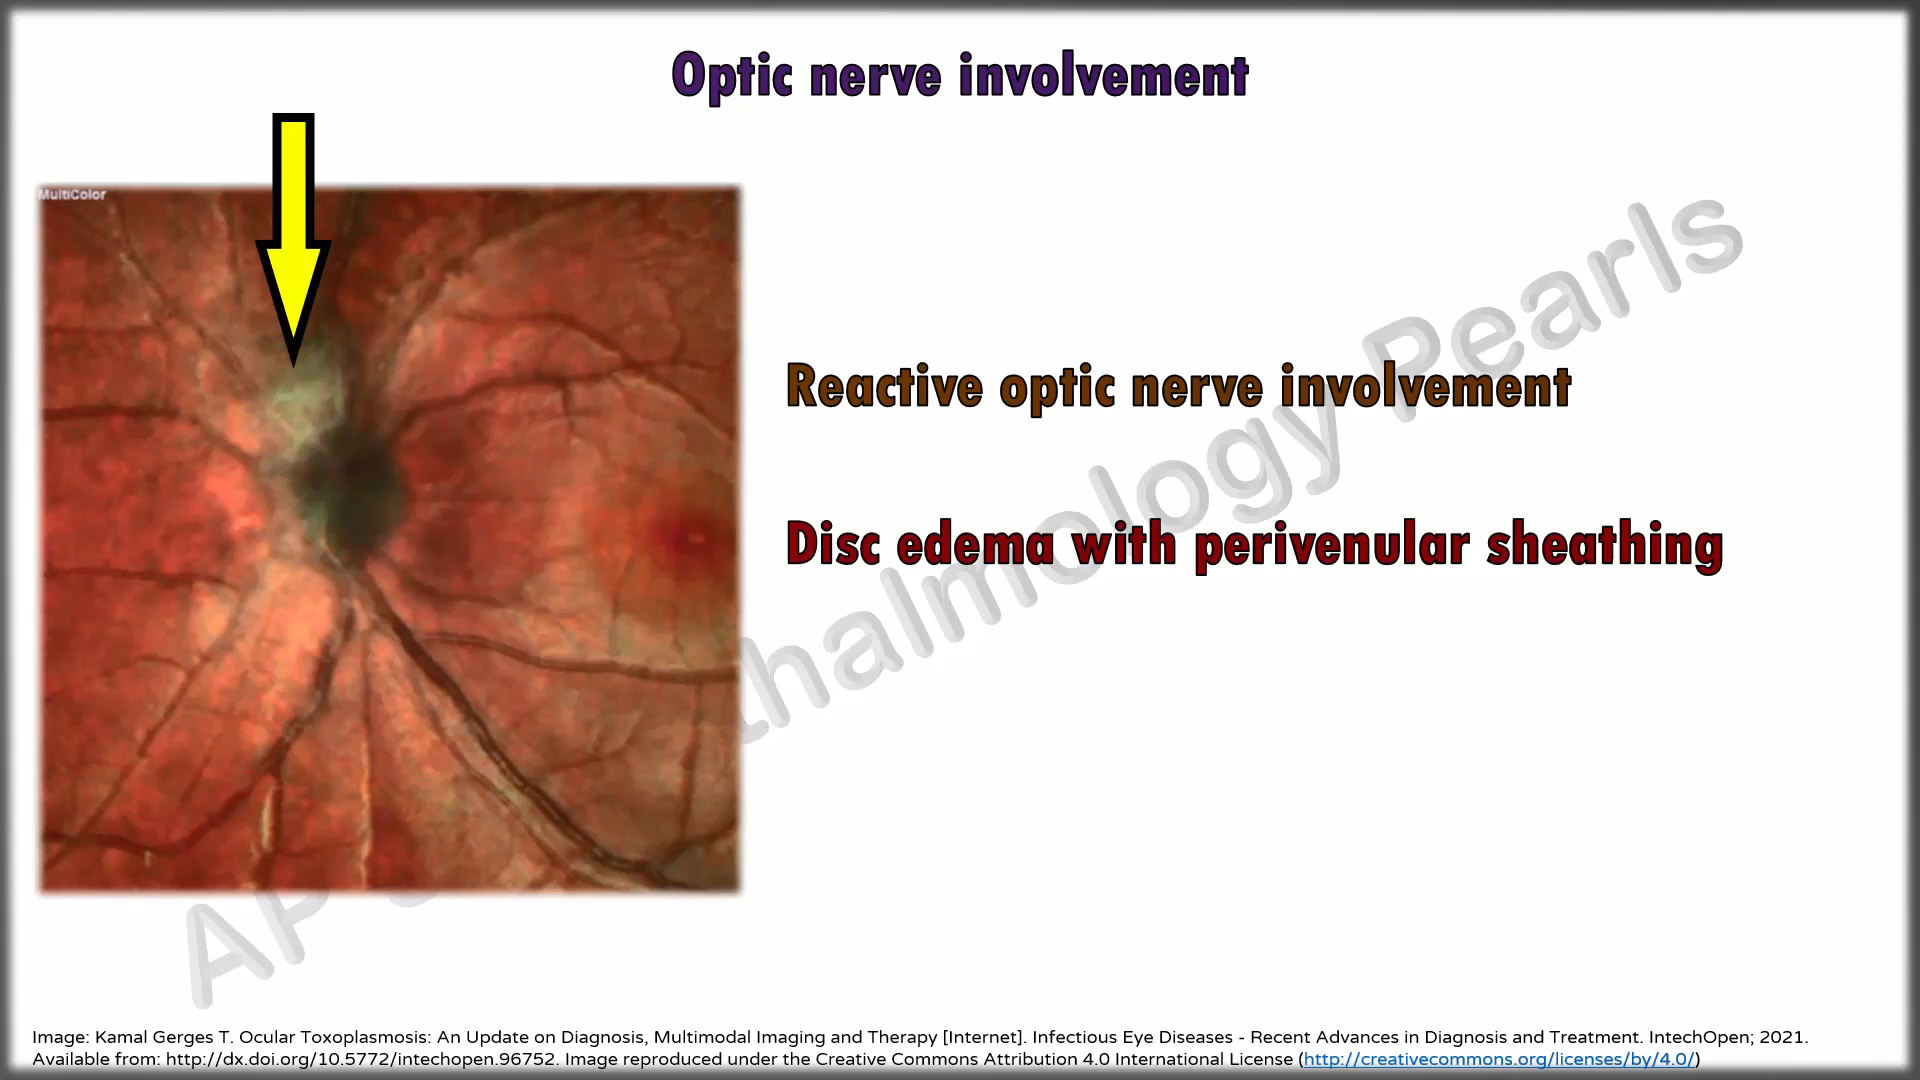 Optic nerve involvement
MultiColor
Reactive optic nerve involvement
Disc edema with perivenular sheathing
thalmology Pearls
AP
Image: Kamal Gerges T. Ocular Toxoplasmosis: An Update on Diagnosis, Multimodal Imaging and Therapy [Internet]. Infectious Eye Diseases - Recent Advances in Diagnosis and Treatment. IntechOpen; 2021.
Available from: http://dx.doi.org/10.5772/intechopen.96752. Image reproduced under the Creative Commons Attribution 4.0 International License (http://creativecommons.org/licenses/by/4.0/)